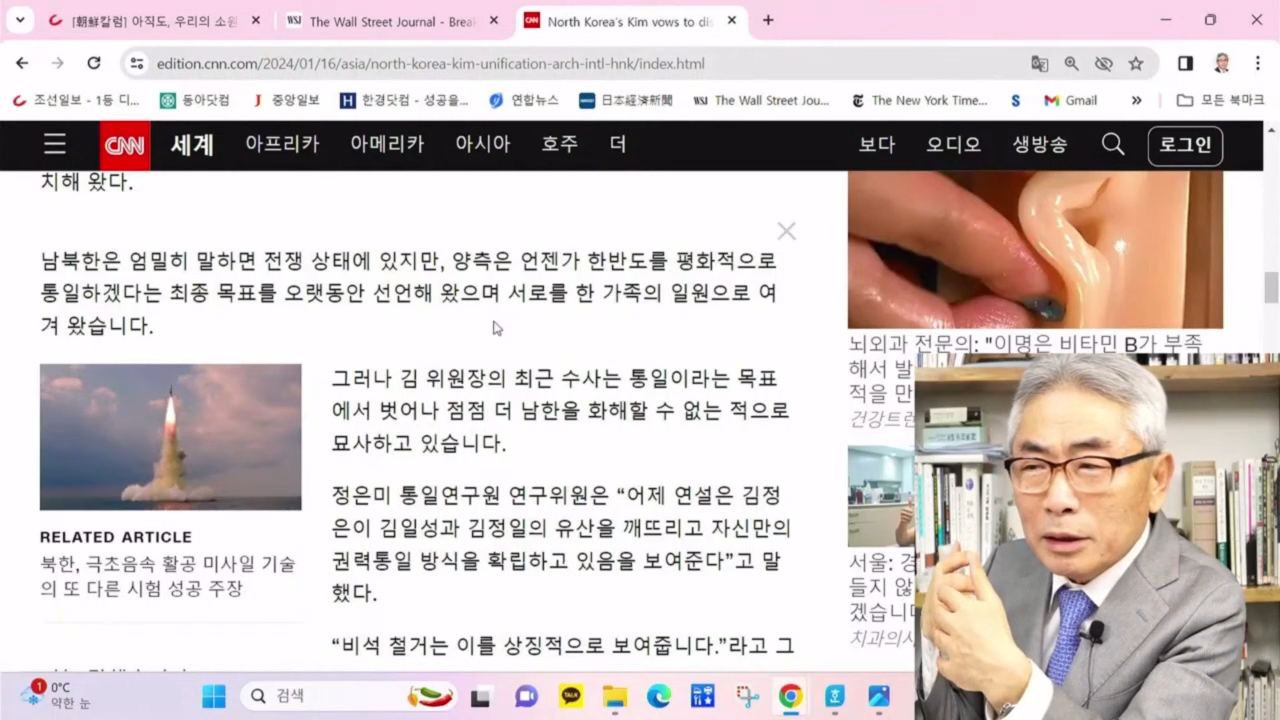 [朝鮮칼럼] 아직도, 우리의 소원
WSJ The Wall Street Journal - Brea
CNN North Korea's Kim vows to dis
edition.cnn.com/2024/01/16/asia/north-korea-kim-unification-arch-intl-hnk/index.html
조선일보 - 1등 디... 동아닷컴 J 중앙일보 H 한경닷컴 - 성공을... 연합뉴스 日本経済新聞 WSJ The Wall Street Jou... The New York Time... S Gmail » 모든 북마크
CNN 세계 아프리카 아메리카 아시아 호주 더 보다 오디오 생방송 로그인
치해 왔다.
남북한은 엄밀히 말하면 전쟁 상태에 있지만, 양측은 언젠가 한반도를 평화적으로
통일하겠다는 최종 목표를 오랫동안 선언해 왔으며 서로를 한 가족의 일원으로 여
겨 왔습니다.
그러나 김 위원장의 최근 수사는 통일이라는 목표
에서 벗어나 점점 더 남한을 화해할 수 없는 적으로
묘사하고 있습니다.
정은미 통일연구원 연구위원은 “어제 연설은 김정
은이 김일성과 김정일의 유산을 깨뜨리고 자신만의
권력통일 방식을 확립하고 있음을 보여준다”고 말
했다.
“비석 철거는 이를 상징적으로 보여줍니다.”라고 그
RELATED ARTICLE
북한, 극초음속 활공 미사일 기술
의 또 다른 시험 성공 주장
뇌외과 전문의: "이명은 비타민 B가 부족
해서 발
적을 만
건강트렌
서울: 경
들지 않
겠습니
치과의사
1
0°C
약한 눈
검색
TALK